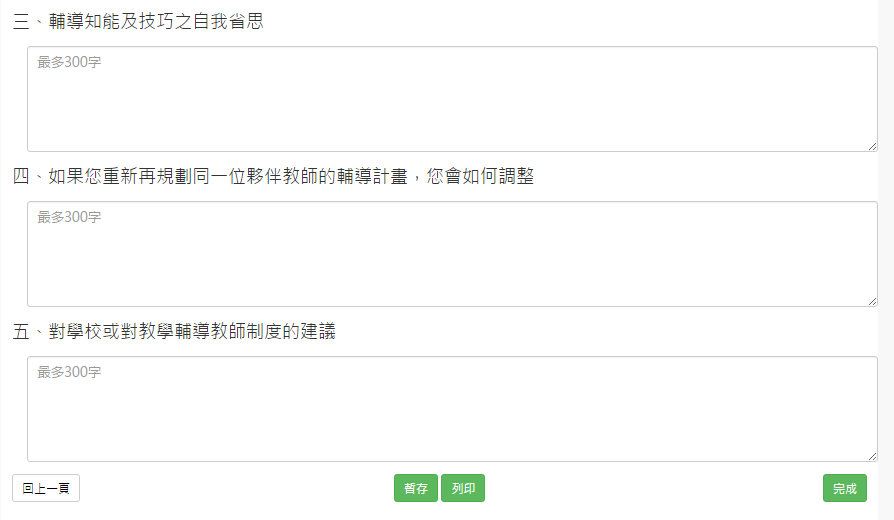 三、輔導知能及技巧之自我省思
最多300字
四、如果您重新再規劃同一位夥伴教師的輔導計畫，您會如何調整
最多300字
五、對學校或對教學輔導教師制度的建議
最多300字
回上一頁 暫存 列印 完成